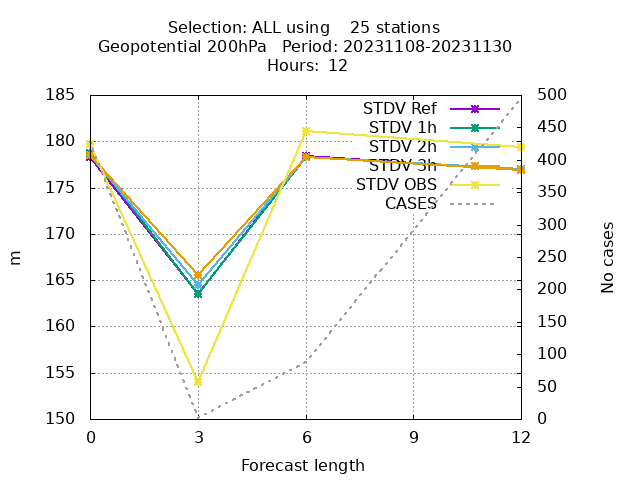 Selection: ALL using    25 stations
Geopotential 200hPa   Period: 20231108-20231130
Hours:  12
185
180
175
170
165
160
155
150
m
500
450
400
350
300
250
200
150
100
50
0
No cases
STDV Ref
STDV 1h
STDV 2h
STDV 3h
STDV OBS
CASES
0
3
6
9
12
Forecast length